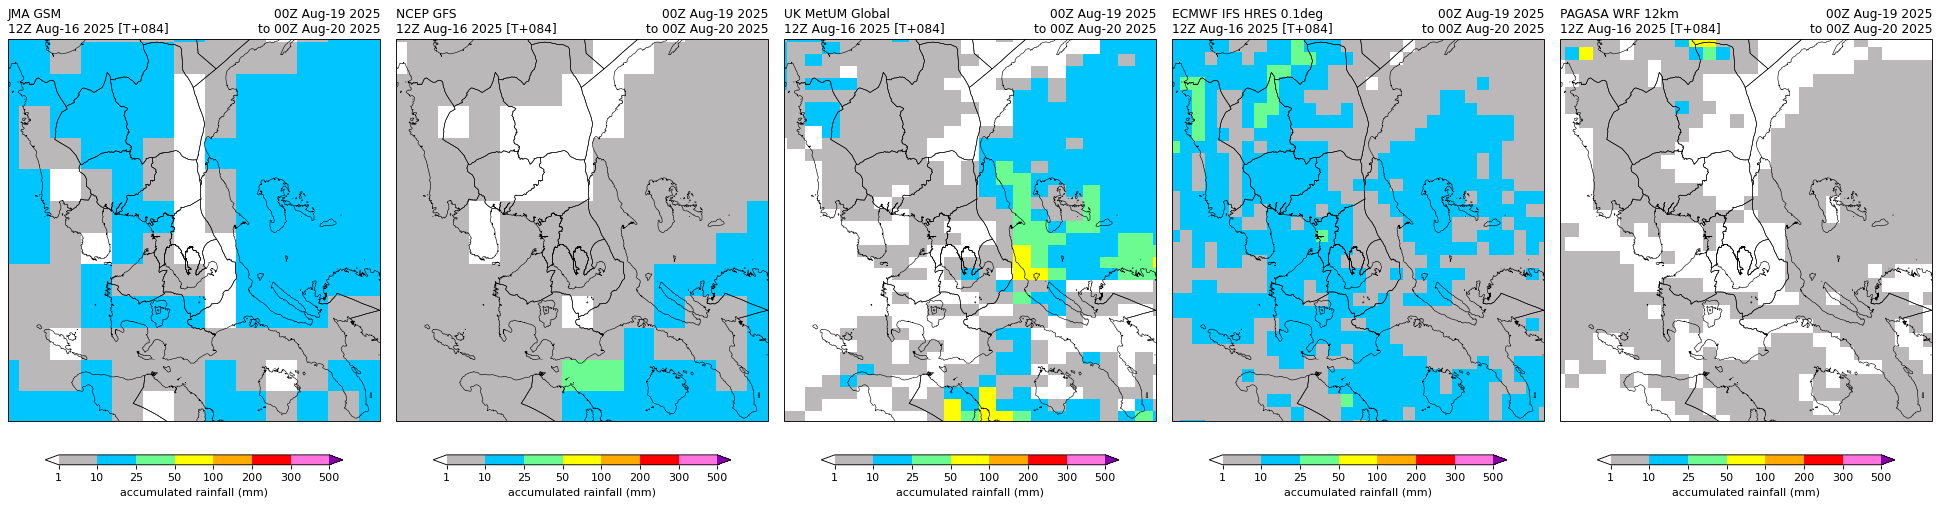 JMA GSM 00Z Aug-19 2025
12Z Aug-16 2025 [T+084] to 00Z Aug-20 2025
NCEP GFS 00Z Aug-19 2025
12Z Aug-16 2025 [T+084] to 00Z Aug-20 2025
UK MetUM Global 00Z Aug-19 2025
12Z Aug-16 2025 [T+084] to 00Z Aug-20 2025
ECMWF IFS HRES 0.1deg 00Z Aug-19 2025
12Z Aug-16 2025 [T+084] to 00Z Aug-20 2025
PAGASA WRF 12km 00Z Aug-19 2025
12Z Aug-16 2025 [T+084] to 00Z Aug-20 2025
1 10 25 50 100 200 300 500
accumulated rainfall (mm)
1 10 25 50 100 200 300 500
accumulated rainfall (mm)
1 10 25 50 100 200 300 500
accumulated rainfall (mm)
1 10 25 50 100 200 300 500
accumulated rainfall (mm)
1 10 25 50 100 200 300 500
accumulated rainfall (mm)